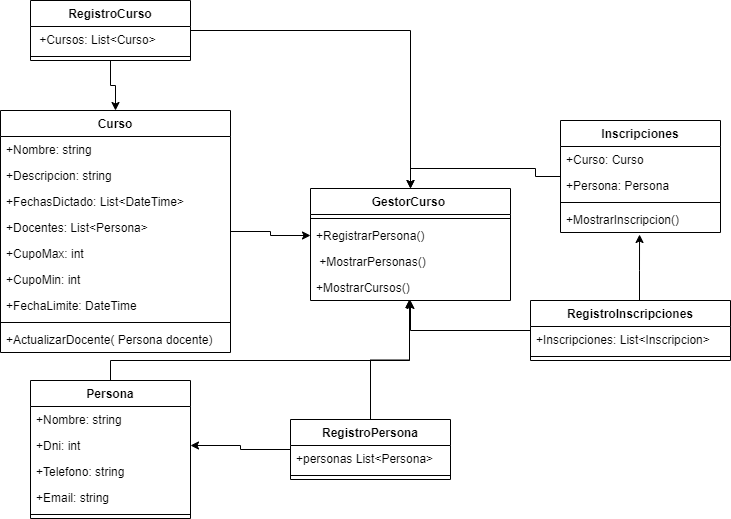 RegistroCurso
+Cursos: List<Curso>
Curso
+Nombre: string
+Descripcion: string
+FechasDictado: List<DateTime>
+Docentes: List<Persona>
+CupoMax: int
+CupoMin: int
+FechaLimite: DateTime
+ActualizarDocente( Persona docente)
GestorCurso
+RegistrarPersona()
+MostrarPersonas()
+MostrarCursos()
Inscripciones
+Curso: Curso
+Persona: Persona
+MostrarInscripcion()
RegistroInscripciones
+Inscripciones: List<Inscripcion>
Persona
+Nombre: string
+Dni: int
+Telefono: string
+Email: string
RegistroPersona
+personas List<Persona>